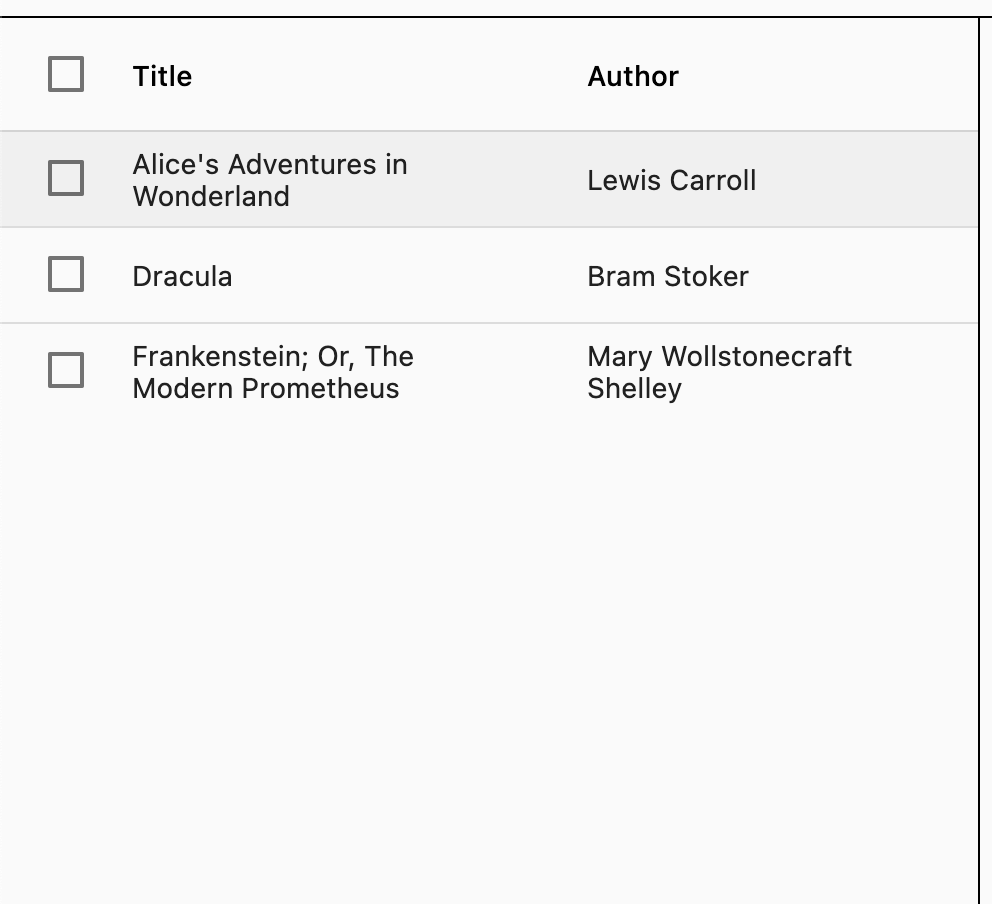 Title Author
Alice's Adventures in
Wonderland
Lewis Carroll
Dracula Bram Stoker
Frankenstein; Or, The
Modern Prometheus
Mary Wollstonecraft
Shelley